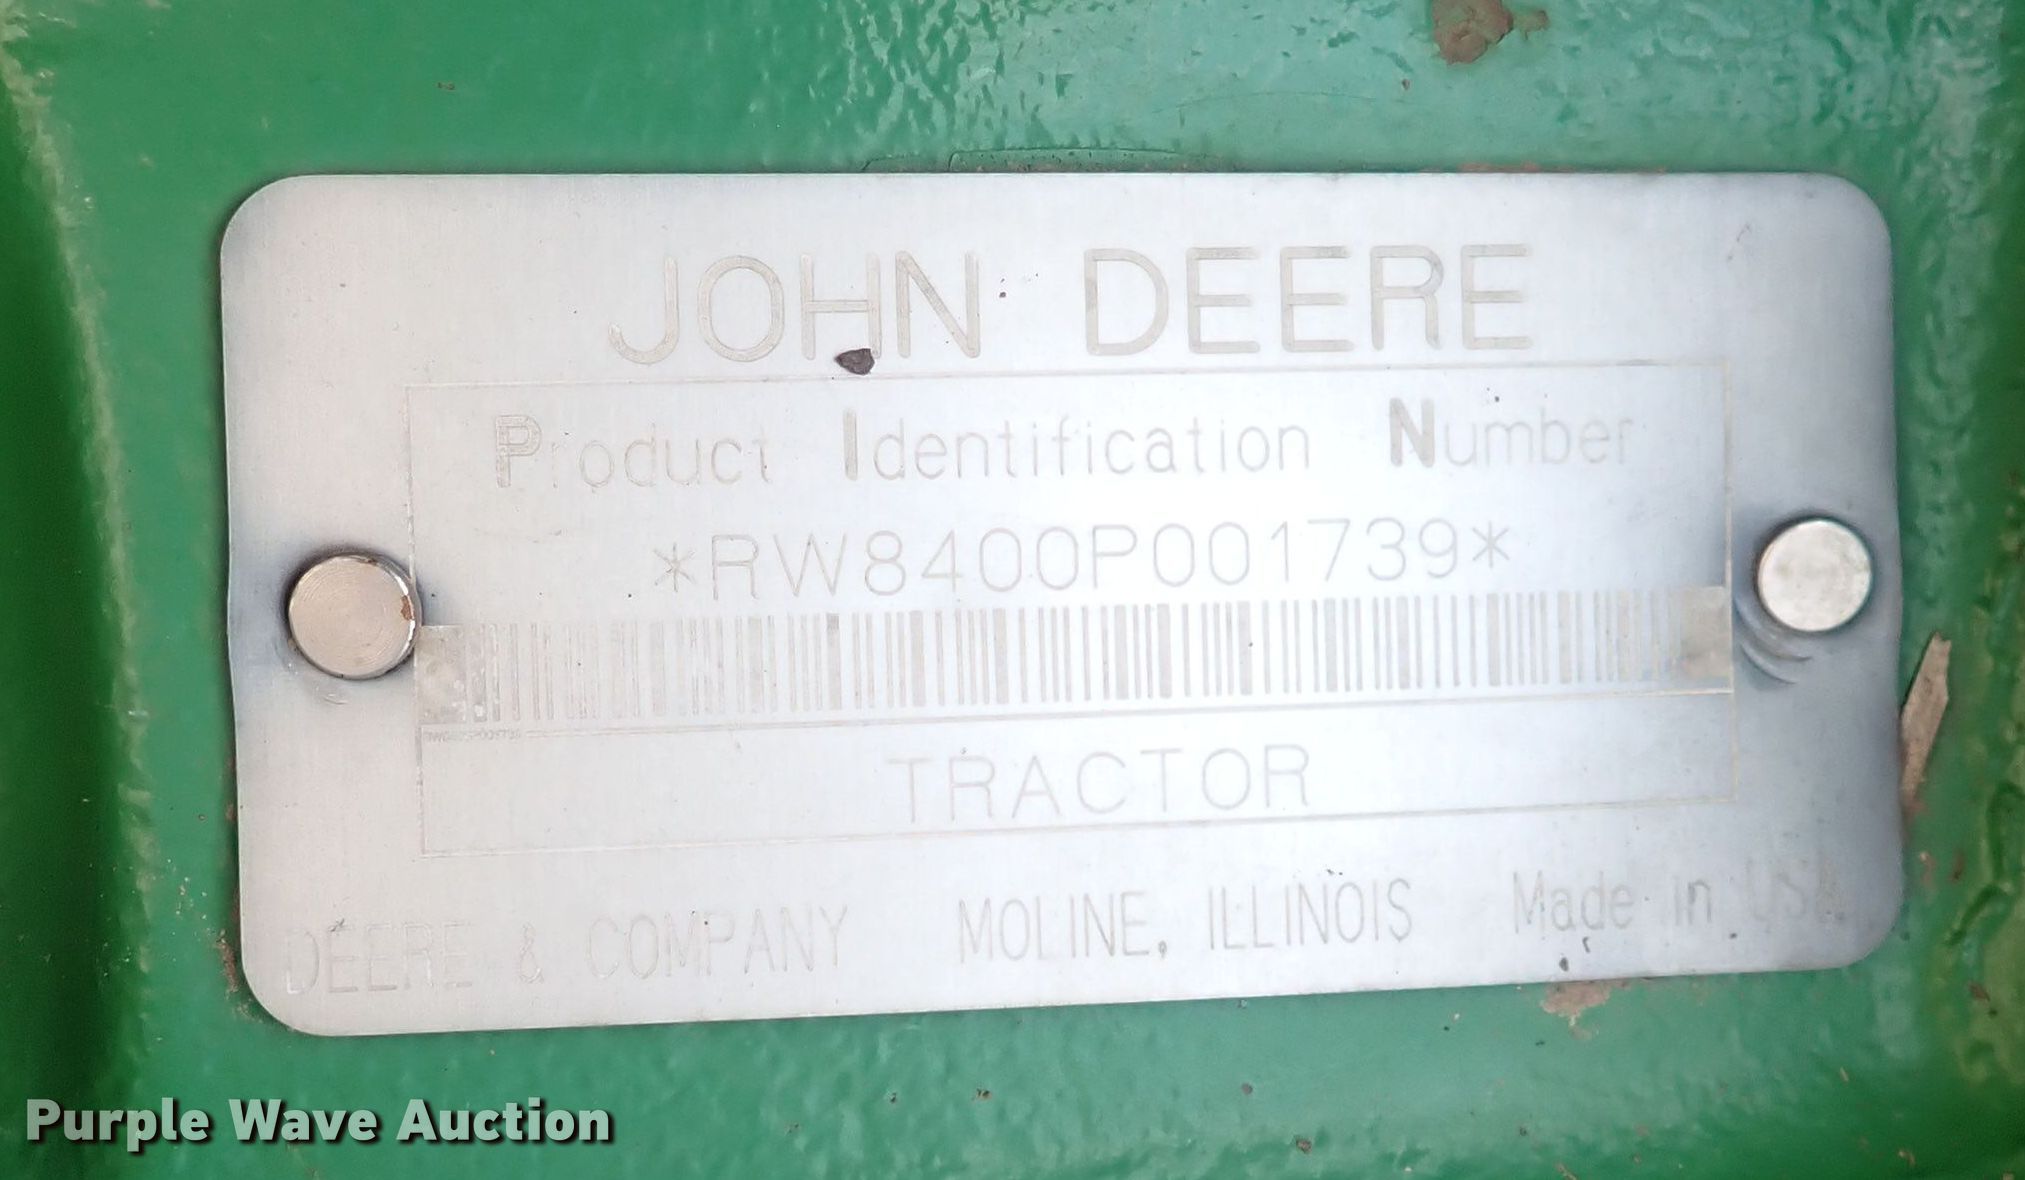 JOHN DEERE
Product Identification Number
*RW8400P001739*
TRACTOR
DEERE & COMPANY MOLINE, ILLINOIS Made in USA
Purple Wave Auction